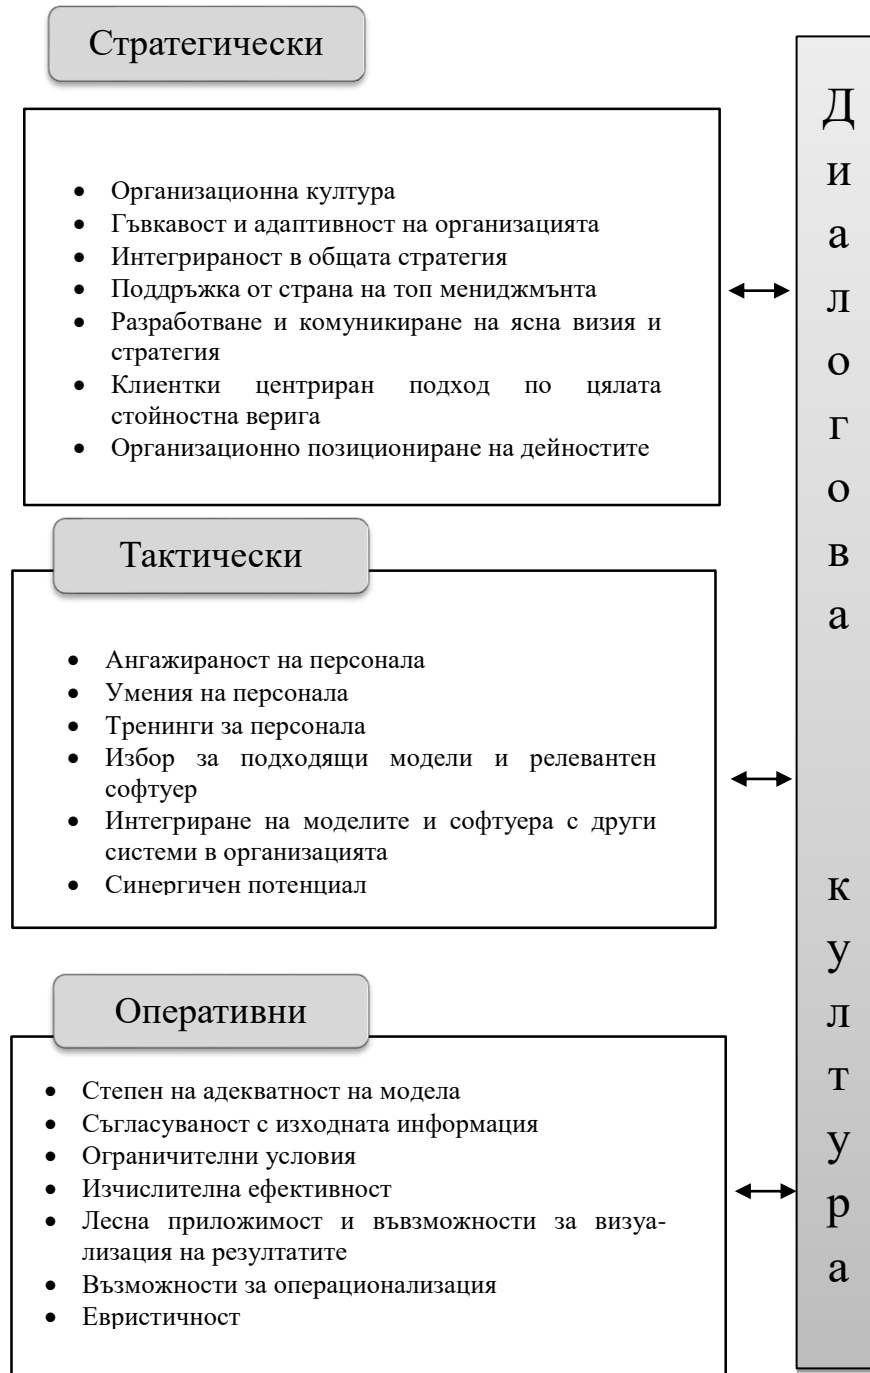 Стратегически
• Организационна култура
• Гъвкавост и адаптивност на организацията
• Интегрираност в общата стратегия
• Поддръжка от страна на топ мениджмънта
• Разработване и комуникиране на ясна визия и
стратегия
• Клиентки центриран подход по цялата
стойностна верига
• Организационно позициониране на дейностите
Тактически
• Ангажираност на персонала
• Умения на персонала
• Тренинги за персонала
• Избор за подходящи модели и релевантен
софтуер
• Интегриране на моделите и софтуера с други
системи в организацията
• Синергичен потенциал
Оперативни
• Степен на адекватност на модела
• Съгласуваност с изходната информация
• Ограничителни условия
• Изчислителна ефективност
• Лесна приложимост и възвзможности за визуа-
лизация на резултатите
• Възможности за операционализация
• Евристичност
Диалогова култура